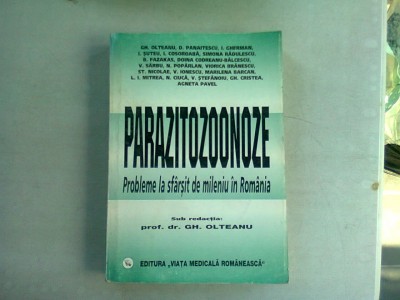 GH. OLTEANU, D. PANAITESCU, I. GHERMAN,
I. ŞUTEU, I. COSOROABĂ, SIMONA RĂDULESCU,
R. FAZAKAS, DOINA CODREANU-BĂLCESCU,
V. SÂRBU, N. POPÂRLAN, VIORICA BRĂNESCU,
CT. NICOLAE, V. IONESCU, MARILENA BARCAN,
L. I. MITREA, N. CIUCĂ, V. ŞTEFĂNOIU, GH. CRISTEA,
AGNETA PAVEL
PARAZITOZOONOZE
Probleme la sfârşit de mileniu în România
Sub redacţia:
prof. dr. GH. OLTEANU
EDITURA „VIAŢA MEDICALĂ ROMÂNEASCĂ"